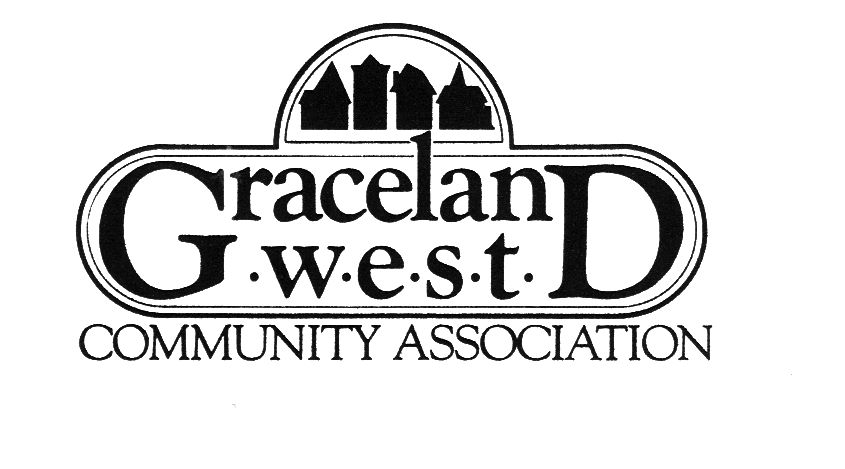 GracelanD
·w·e·s·t·
COMMUNITY ASSOCIATION